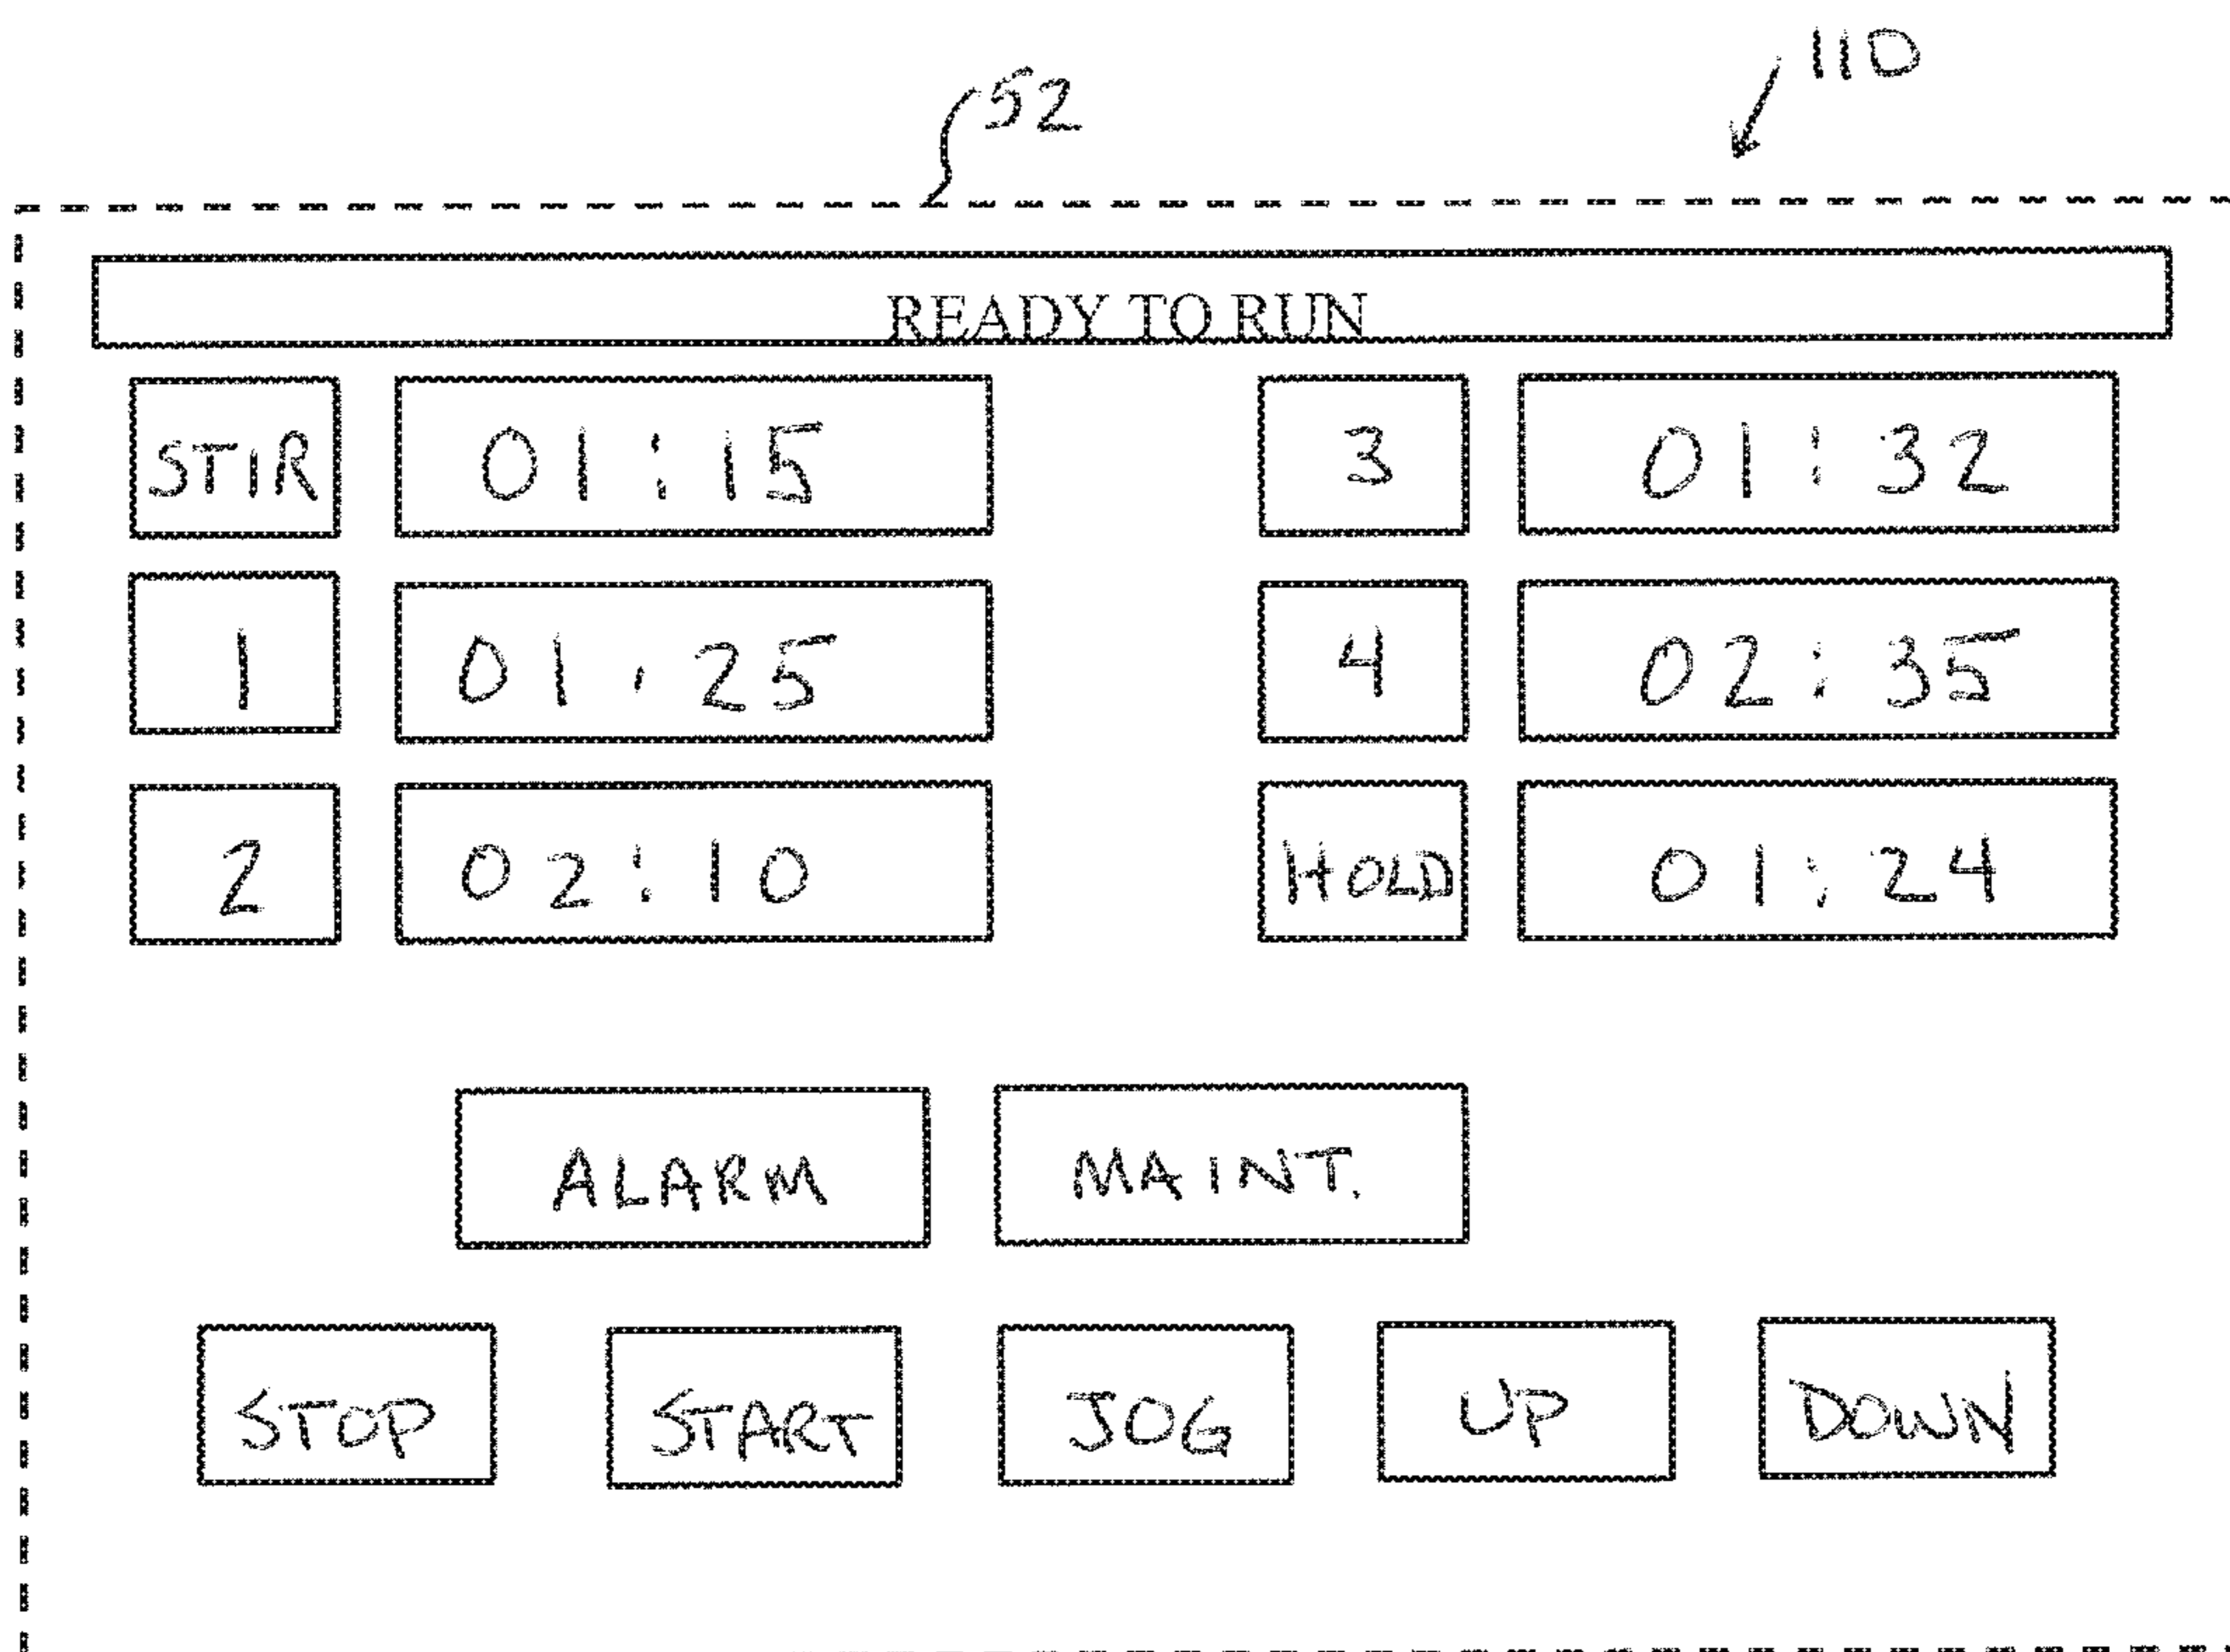 110
52
READY TO RUN
STIR 01:15 3 01:32
1 01:25 4 02:35
2 02:10 HOLD 01:24
ALARM MAINT.
STOP START JOG UP DOWN